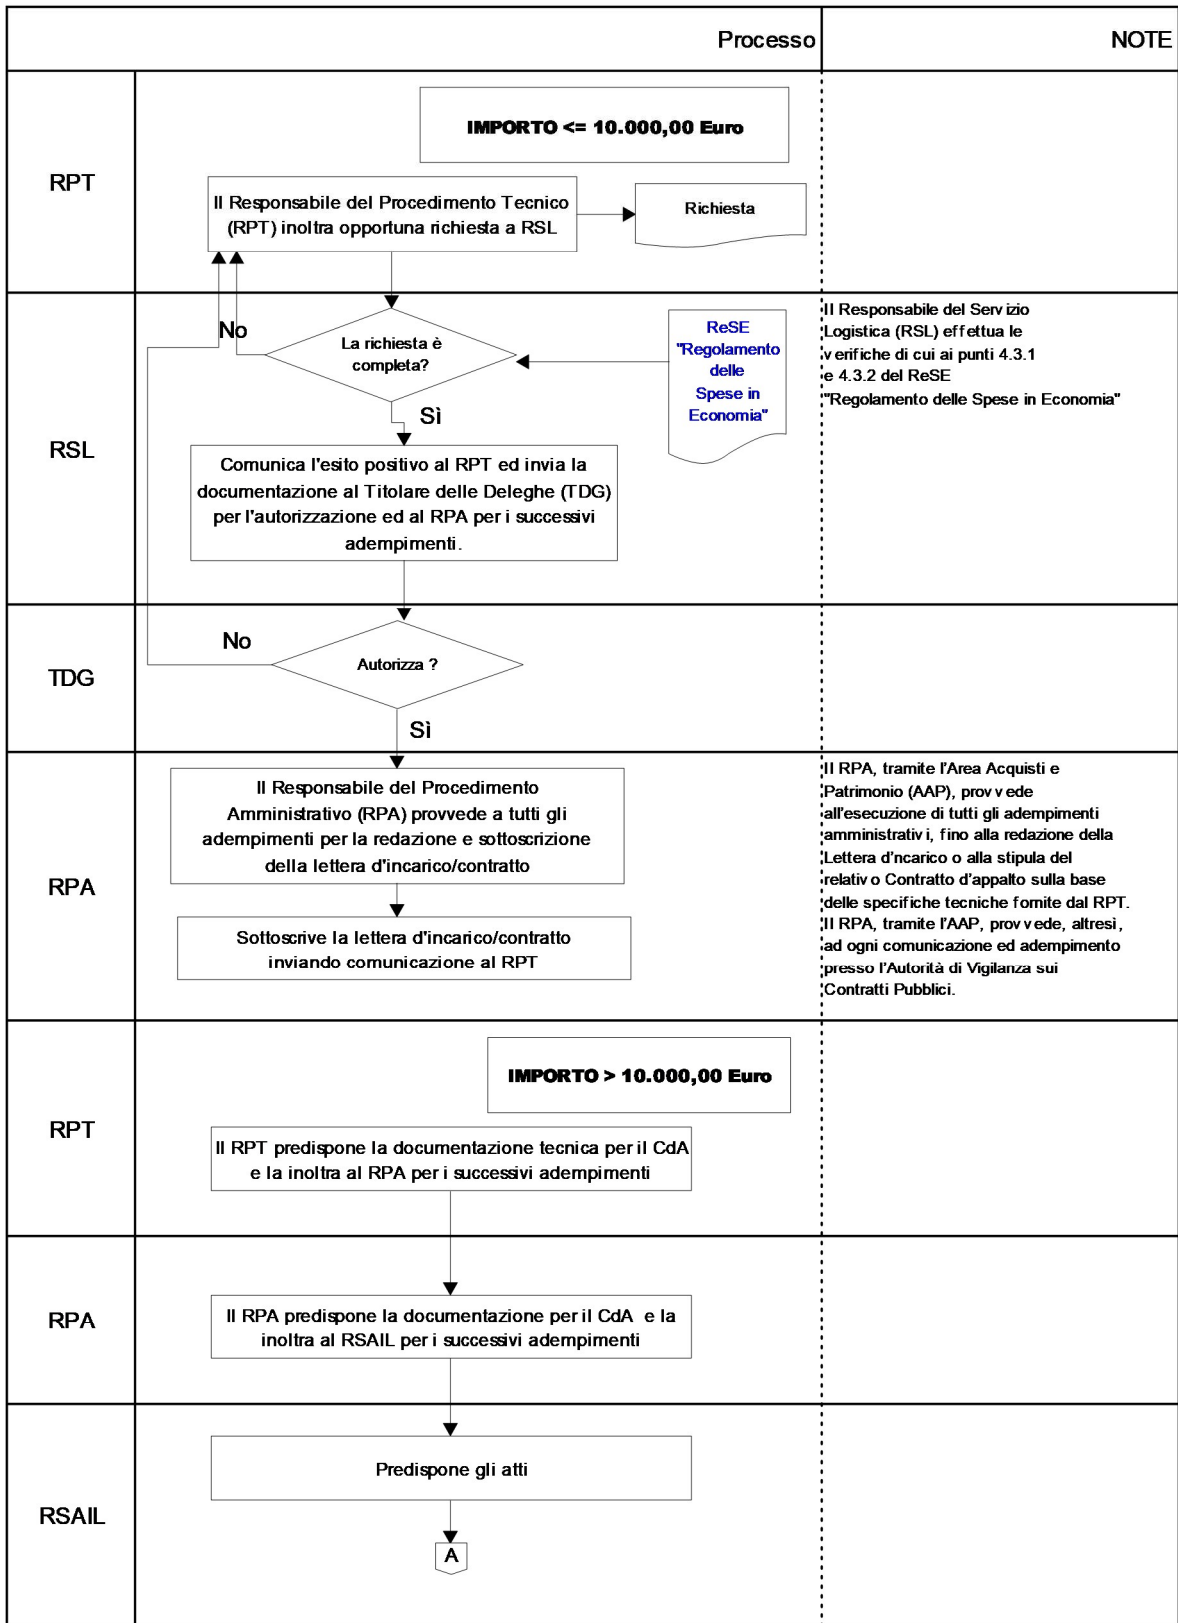 Processo
NOTE
RPT
IMPORTO <= 10.000,00 Euro
Il Responsabile del Procedimento Tecnico
(RPT) inoltra opportuna richiesta a RSL
Richiesta
RSL
No
La richiesta è
completa?
ReSE
"Regolamento
delle
Spese in
Economia"
Sì
Comunica l'esito positivo al RPT ed invia la
documentazione al Titolare delle Deleghe (TDG)
per l'autorizzazione ed al RPA per i successivi
adempimenti.
Il Responsabile del Servizio
Logistica (RSL) effettua le
verifiche di cui ai punti 4.3.1
e 4.3.2 del ReSE
"Regolamento delle Spese in Economia"
TDG
No
Autorizza ?
Sì
RPA
Il Responsabile del Procedimento
Amministrativo (RPA) provvede a tutti gli
adempimenti per la redazione e sottoscrizione
della lettera d'incarico/contratto
Sottoscrive la lettera d'incarico/contratto
inviando comunicazione al RPT
Il RPA, tramite l'Area Acquisti e
Patrimonio (AAP), provvede
all'esecuzione di tutti gli adempimenti
amministrativi, fino alla redazione della
Lettera d'ncarico o alla stipula del
relativo Contratto d'appalto sulla base
delle specifiche tecniche fornite dal RPT.
Il RPA, tramite l'AAP, provvede, altresì,
ad ogni comunicazione ed adempimento
presso l'Autorità di Vigilanza sui
Contratti Pubblici.
RPT
IMPORTO > 10.000,00 Euro
Il RPT predispone la documentazione tecnica per il CdA
e la inoltra al RPA per i successivi adempimenti
RPA
Il RPA predispone la documentazione per il CdA e la
inoltra al RSAIL per i successivi adempimenti
RSAIL
Predispone gli atti
A